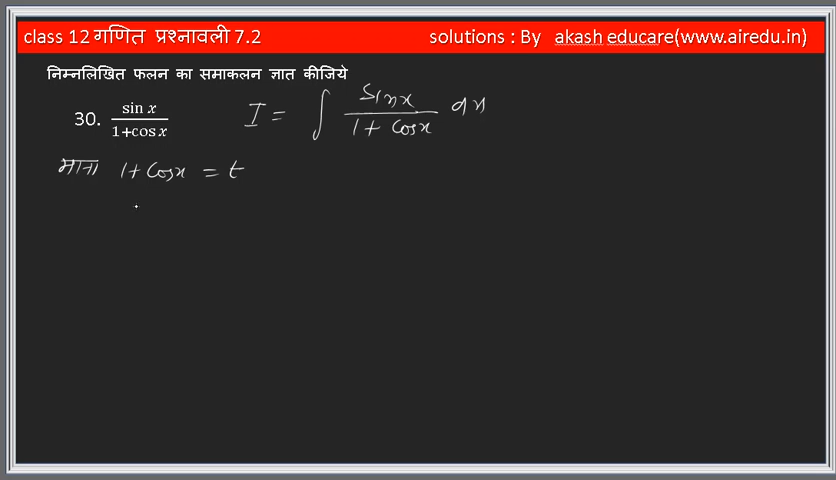 class 12 गणित प्रश्नावली 7.2 solutions : By akash educare(www.airedu.in)
निम्नलिखित फलन का समाकलन ज्ञात कीजिये
30. sin x / 1+cos x I = ∫ sinx / 1 + cosx dx
माना 1 + cosx = t